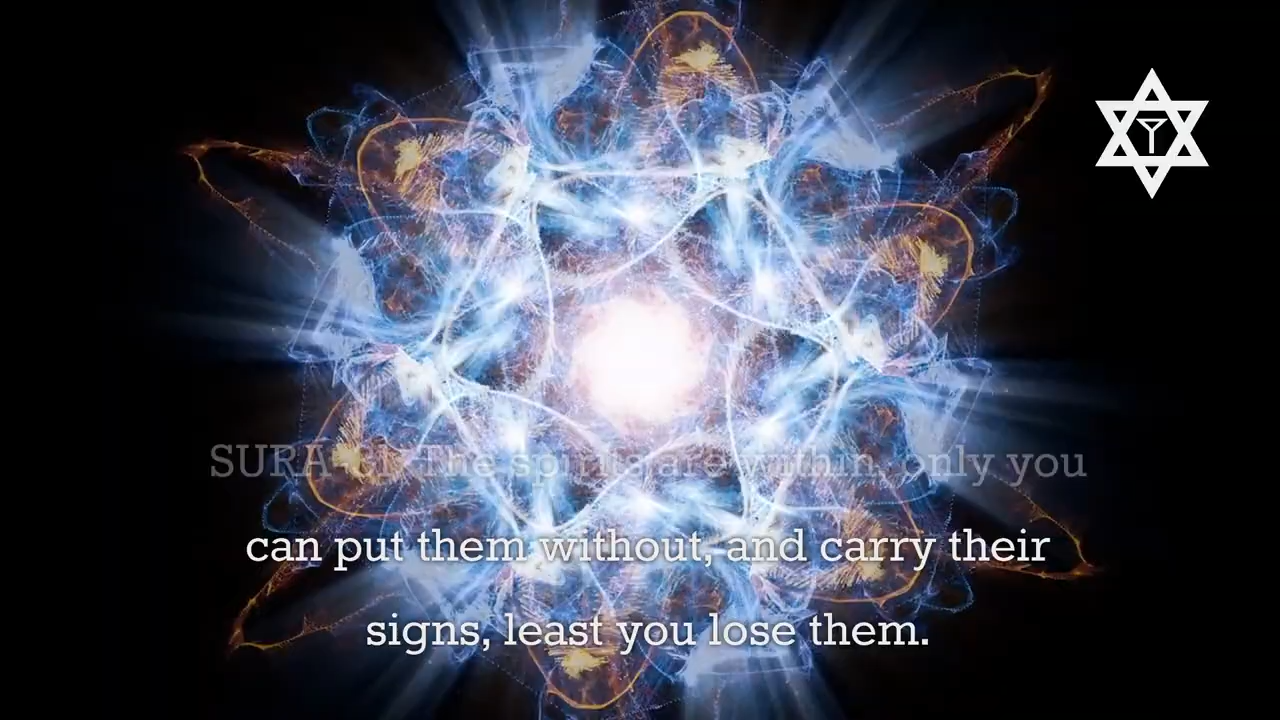 SURA The spirits are within, only you
can put them without, and carry their
signs, least you lose them.